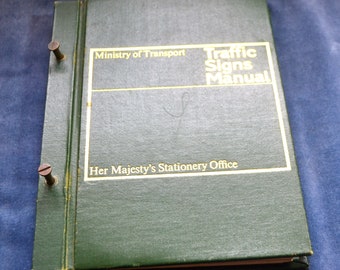 Ministry of Transport
Traffic
Signs
Manual
Her Majesty's Stationery Office